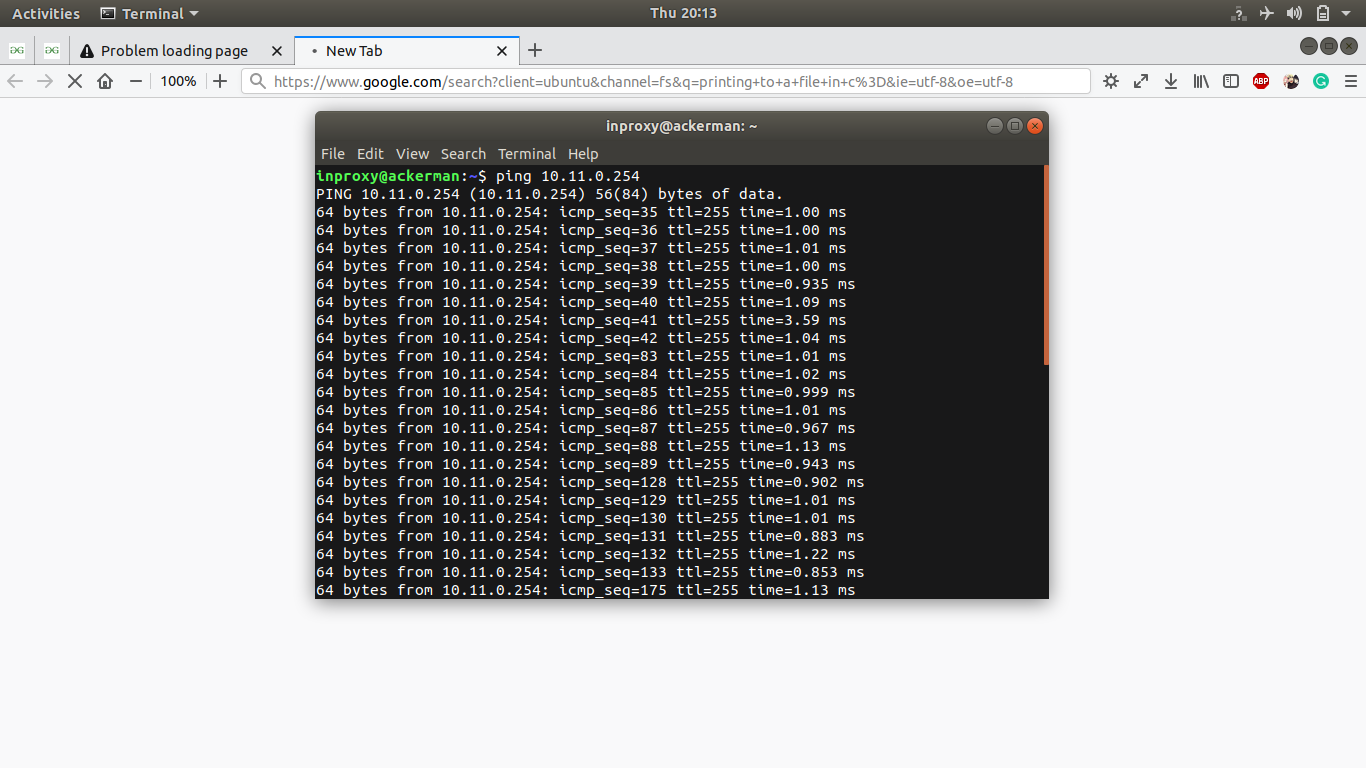 Activities Terminal Thu 20:13
Problem loading page New Tab
100% https://www.google.com/search?client=ubuntu&channel=fs&q=printing+to+a+file+in+c%3D&ie=utf-8&oe=utf-8 ABP
inproxy@ackerman: ~
File Edit View Search Terminal Help
inproxy@ackerman:~$ ping 10.11.0.254
PING 10.11.0.254 (10.11.0.254) 56(84) bytes of data.
64 bytes from 10.11.0.254: icmp_seq=35 ttl=255 time=1.00 ms
64 bytes from 10.11.0.254: icmp_seq=36 ttl=255 time=1.00 ms
64 bytes from 10.11.0.254: icmp_seq=37 ttl=255 time=1.01 ms
64 bytes from 10.11.0.254: icmp_seq=38 ttl=255 time=1.00 ms
64 bytes from 10.11.0.254: icmp_seq=39 ttl=255 time=0.935 ms
64 bytes from 10.11.0.254: icmp_seq=40 ttl=255 time=1.09 ms
64 bytes from 10.11.0.254: icmp_seq=41 ttl=255 time=3.59 ms
64 bytes from 10.11.0.254: icmp_seq=42 ttl=255 time=1.04 ms
64 bytes from 10.11.0.254: icmp_seq=83 ttl=255 time=1.01 ms
64 bytes from 10.11.0.254: icmp_seq=84 ttl=255 time=1.02 ms
64 bytes from 10.11.0.254: icmp_seq=85 ttl=255 time=0.999 ms
64 bytes from 10.11.0.254: icmp_seq=86 ttl=255 time=1.01 ms
64 bytes from 10.11.0.254: icmp_seq=87 ttl=255 time=0.967 ms
64 bytes from 10.11.0.254: icmp_seq=88 ttl=255 time=1.13 ms
64 bytes from 10.11.0.254: icmp_seq=89 ttl=255 time=0.943 ms
64 bytes from 10.11.0.254: icmp_seq=128 ttl=255 time=0.902 ms
64 bytes from 10.11.0.254: icmp_seq=129 ttl=255 time=1.01 ms
64 bytes from 10.11.0.254: icmp_seq=130 ttl=255 time=1.01 ms
64 bytes from 10.11.0.254: icmp_seq=131 ttl=255 time=0.883 ms
64 bytes from 10.11.0.254: icmp_seq=132 ttl=255 time=1.22 ms
64 bytes from 10.11.0.254: icmp_seq=133 ttl=255 time=0.853 ms
64 bytes from 10.11.0.254: icmp_seq=175 ttl=255 time=1.13 ms